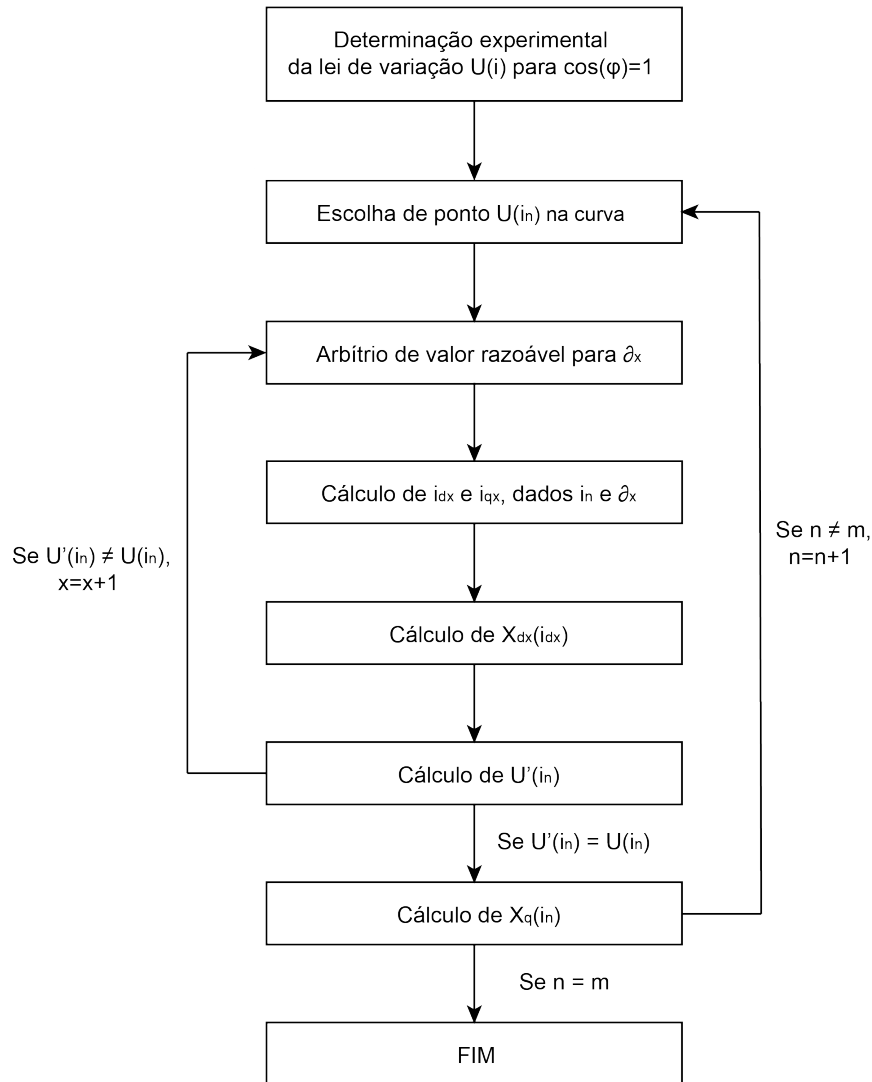 Determinação experimental
da lei de variação U(i) para cos(φ)=1
Escolha de ponto U(in) na curva
Arbítrio de valor razoável para ∂x
Cálculo de idx e iqx, dados in e ∂x
Se U’(in) ≠ U(in),
x=x+1
Se n ≠ m,
n=n+1
Cálculo de Xdx(idx)
Cálculo de U’(in)
Se U’(in) = U(in)
Cálculo de Xq(in)
Se n = m
FIM